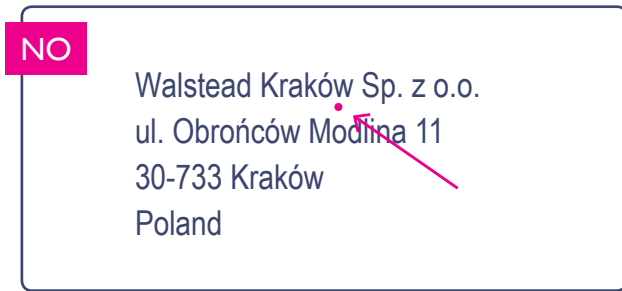 NO
Walstead Kraków Sp. z o.o.
ul. Obrońców Modlina 11
30-733 Kraków
Poland